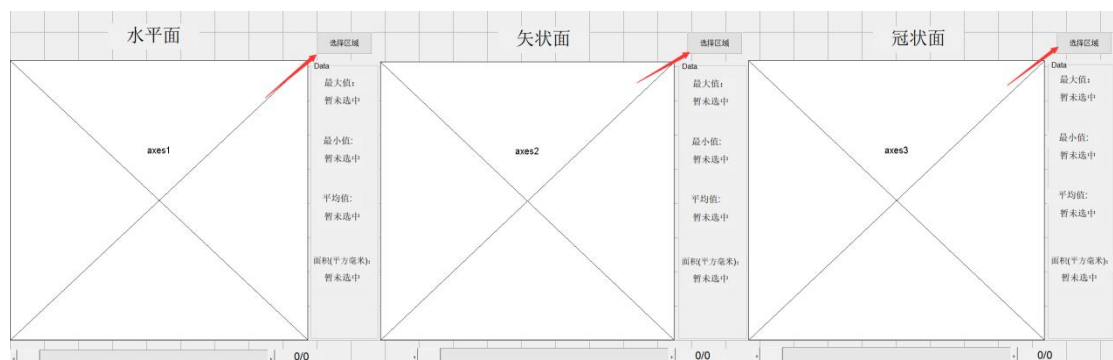 水平面
选择区域
Data
最大值:
暂未选中
axes1
最小值:
暂未选中
平均值:
暂未选中
面积(平方毫米):
暂未选中
0/0
矢状面
选择区域
Data
最大值:
暂未选中
axes2
最小值:
暂未选中
平均值:
暂未选中
面积(平方毫米):
暂未选中
0/0
冠状面
选择区域
Data
最大值:
暂未选中
axes3
最小值:
暂未选中
平均值:
暂未选中
面积(平方毫米):
暂未选中
0/0